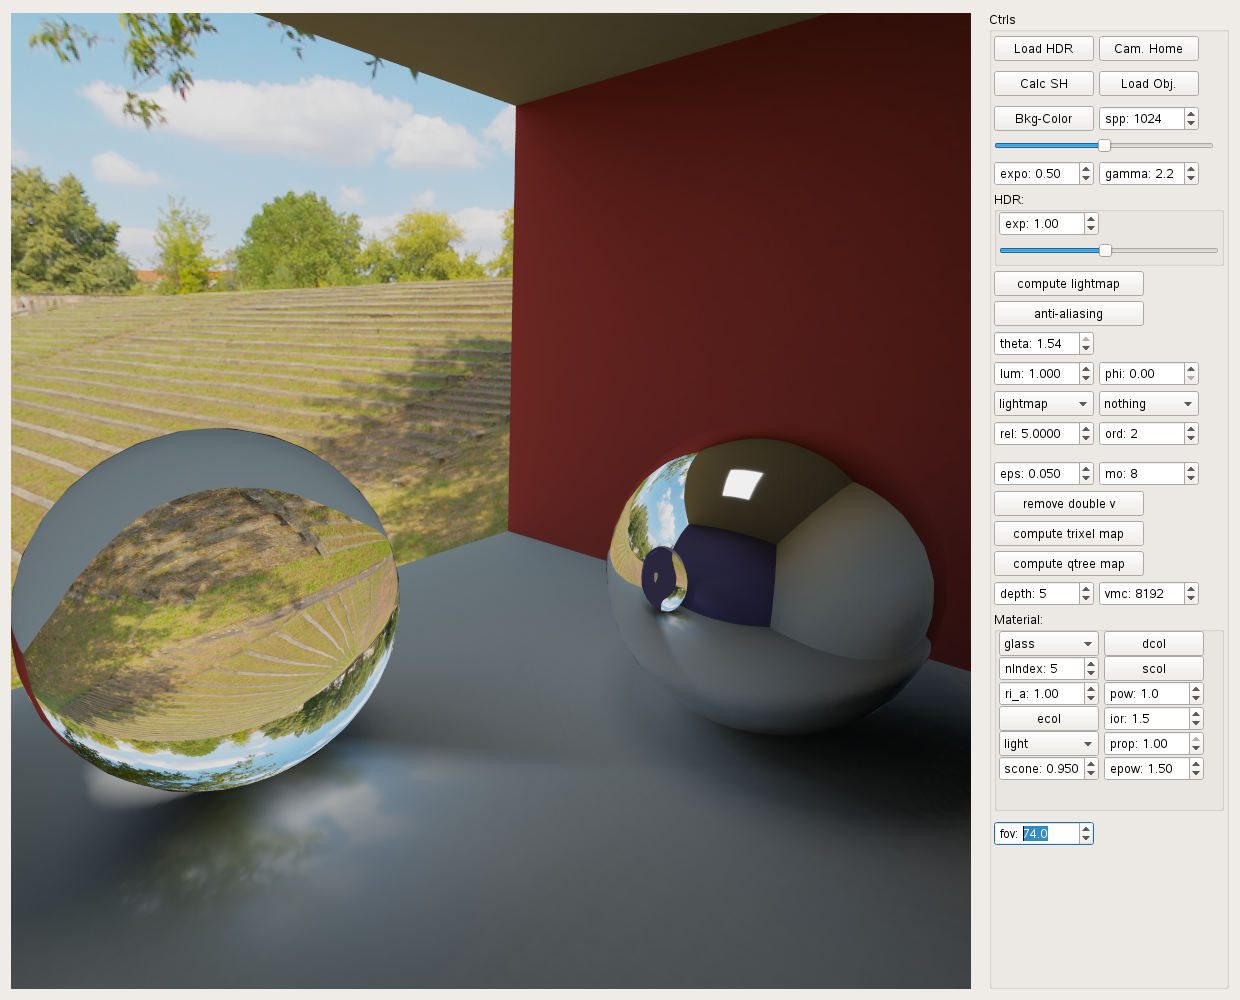 Ctrls
Load HDR Cam. Home
Calc SH Load Obj.
Bkg-Color spp: 1024
expo: 0.50 gamma: 2.2
HDR:
exp: 1.00
compute lightmap
anti-aliasing
theta: 1.54
lum: 1.000 phi: 0.00
lightmap nothing
rel: 5.0000 ord: 2
eps: 0.050 mo: 8
remove double v
compute trixel map
compute qtree map
depth: 5 vmc: 8192
Material:
glass dcol
nIndex: 5 scol
ri_a: 1.00 pow: 1.0
ecol ior: 1.5
light prop: 1.00
scone: 0.950 epow: 1.50
fov: 74.0